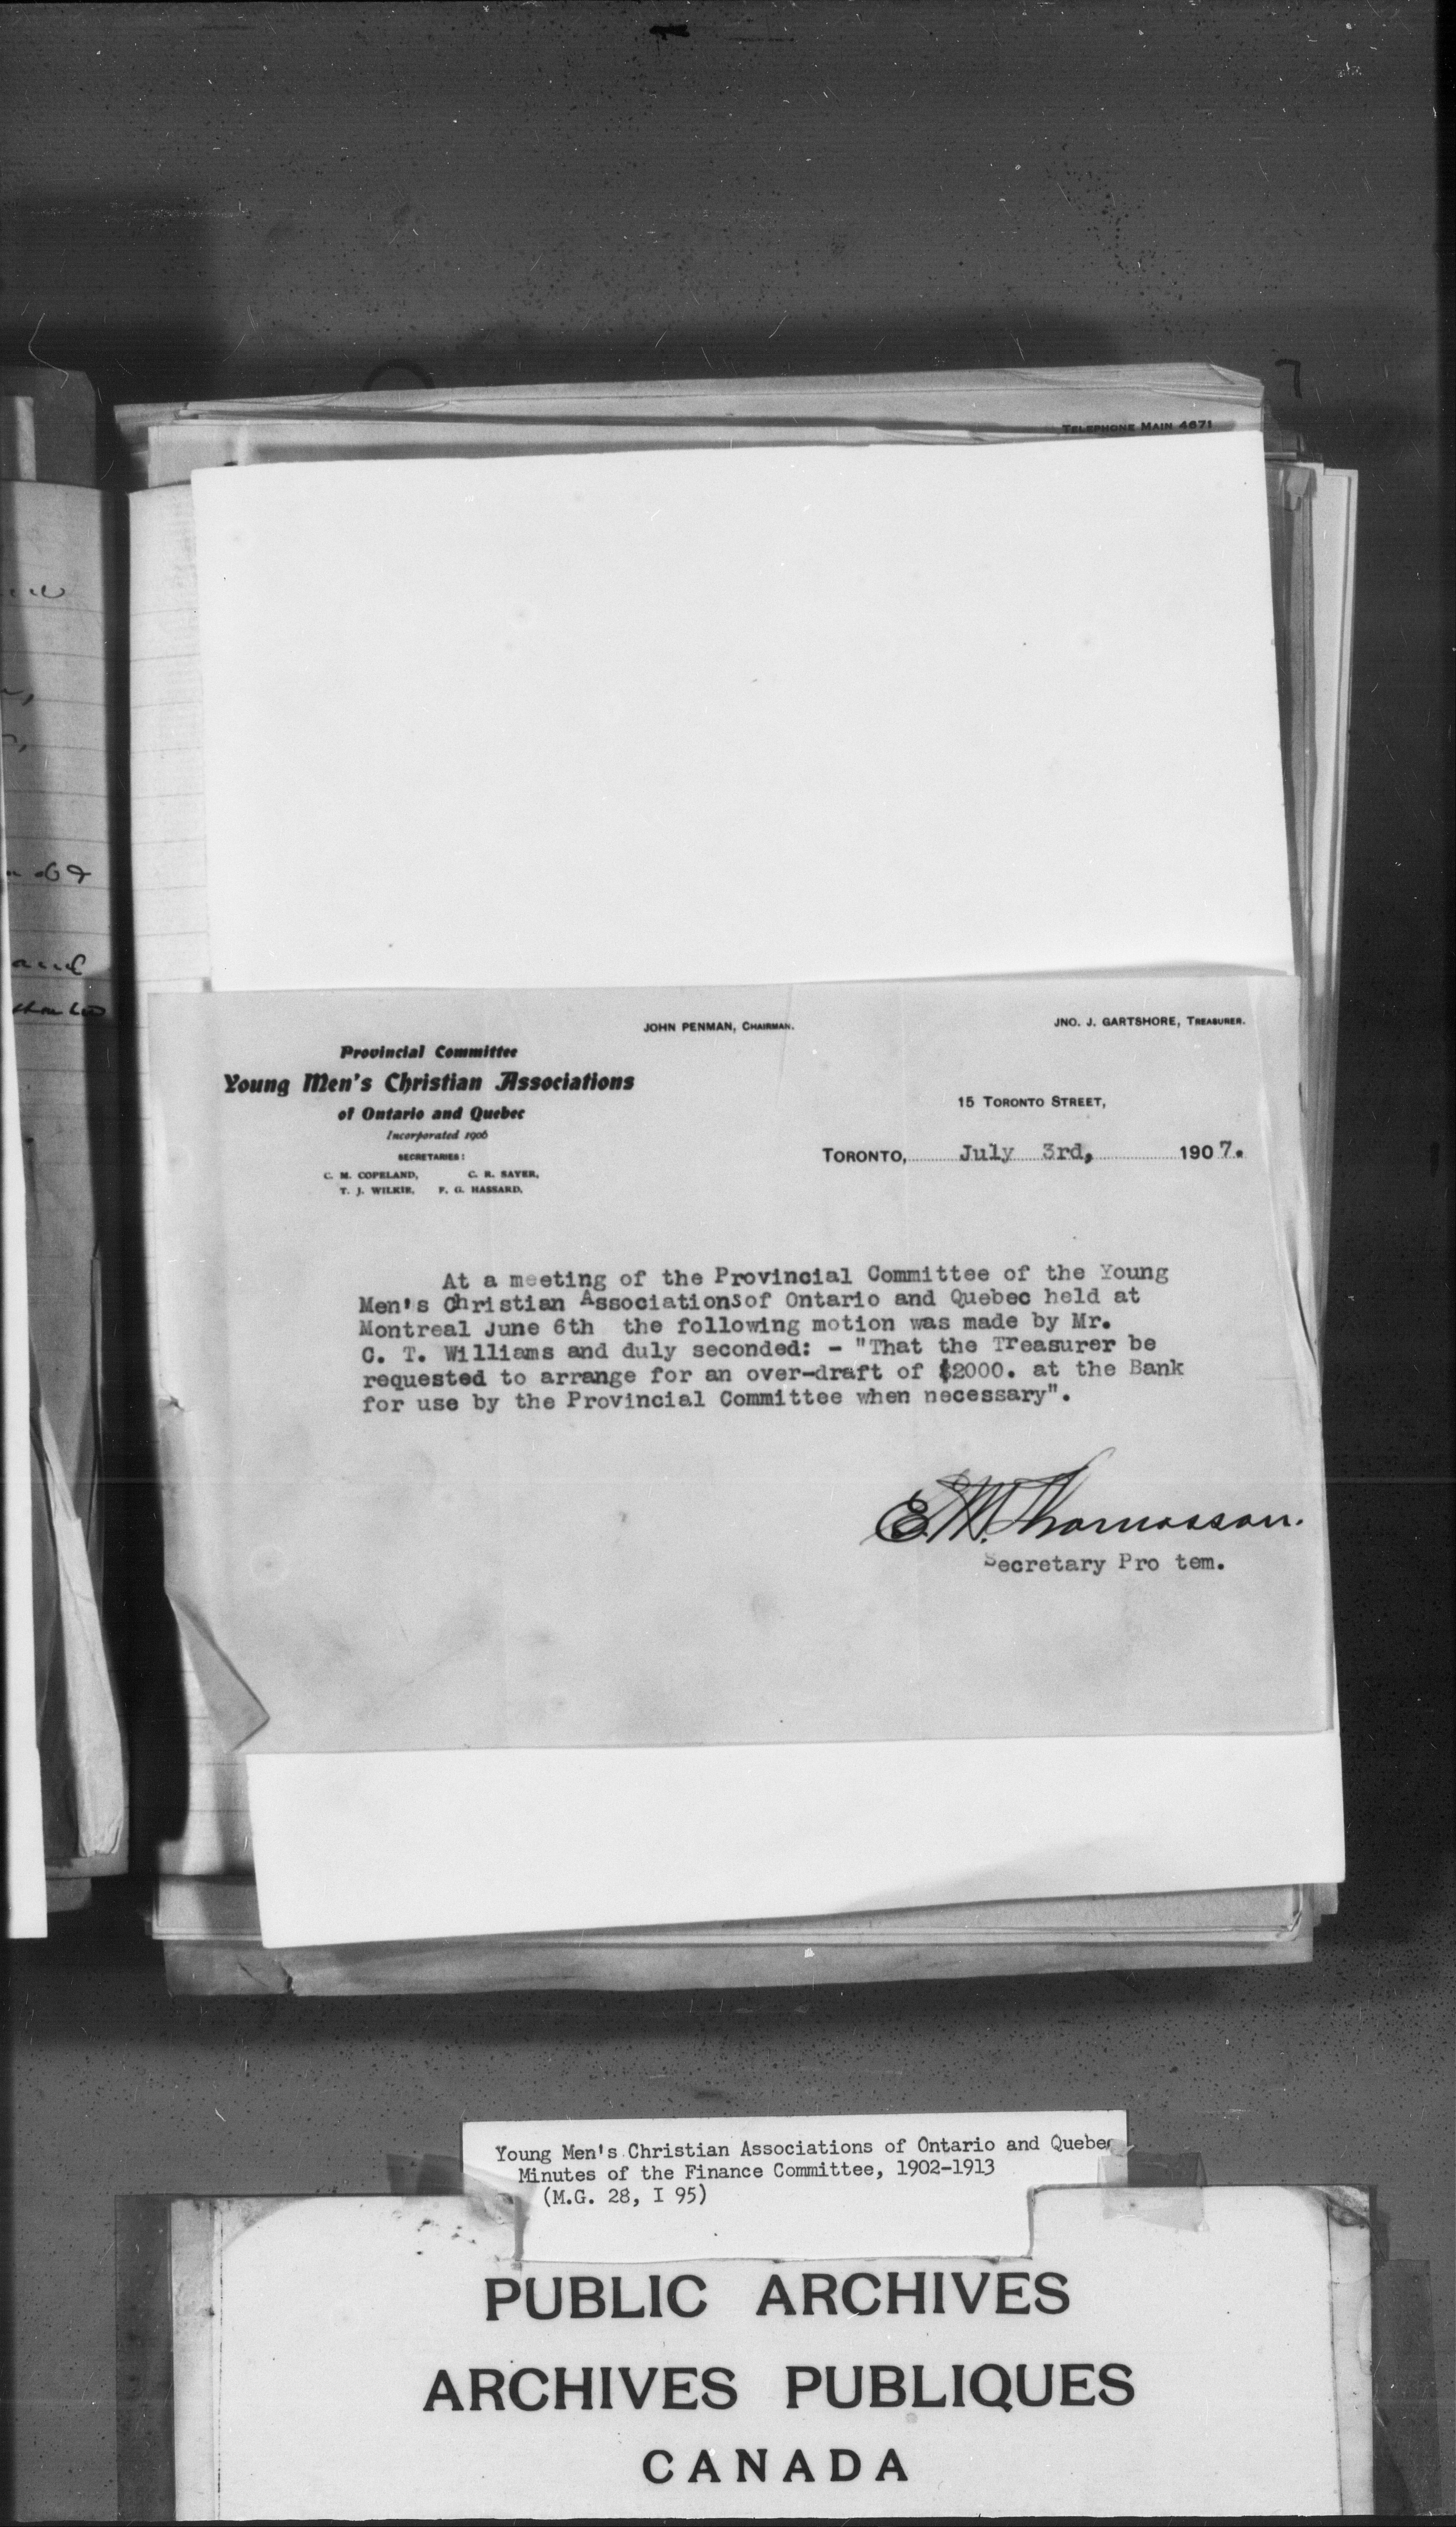 TELEPHONE MAIN 4671
JOHN PENMAN, CHAIRMAN.
JNO. J. GARTSHORE, TREASURER.
Provincial Committee
Young Men's Christian Associations
of Ontario and Quebec
Incorporated 1906
SECRETARIES:
C. M. COPELAND, C. R. SAYER,
T. J. WILKIE, F. G. HASSARD,
15 TORONTO STREET,
TORONTO, July 3rd, 1907.
At a meeting of the Provincial Committee of the Young
Men's Christian Associations of Ontario and Quebec held at
Montreal June 6th the following motion was made by Mr.
C. T. Williams and duly seconded: - "That the Treasurer be
requested to arrange for an over-draft of $2000. at the Bank
for use by the Provincial Committee when necessary".
E. M. Thomasson.
Secretary Pro tem.
and
Young Men's Christian Associations of Ontario and Quebec
Minutes of the Finance Committee, 1902-1913
(M.G. 28, I 95)
PUBLIC ARCHIVES
ARCHIVES PUBLIQUES
CANADA